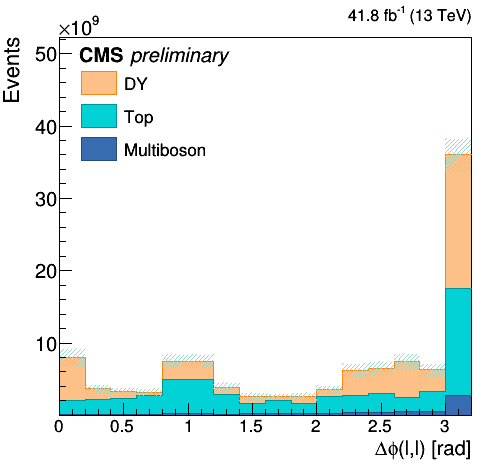 ×10⁹
41.8 fb⁻¹ (13 TeV)
Events
CMS preliminary
DY
Top
Multiboson
50
40
30
20
10
0 0.5 1 1.5 2 2.5 3
Δϕ(l,l) [rad]